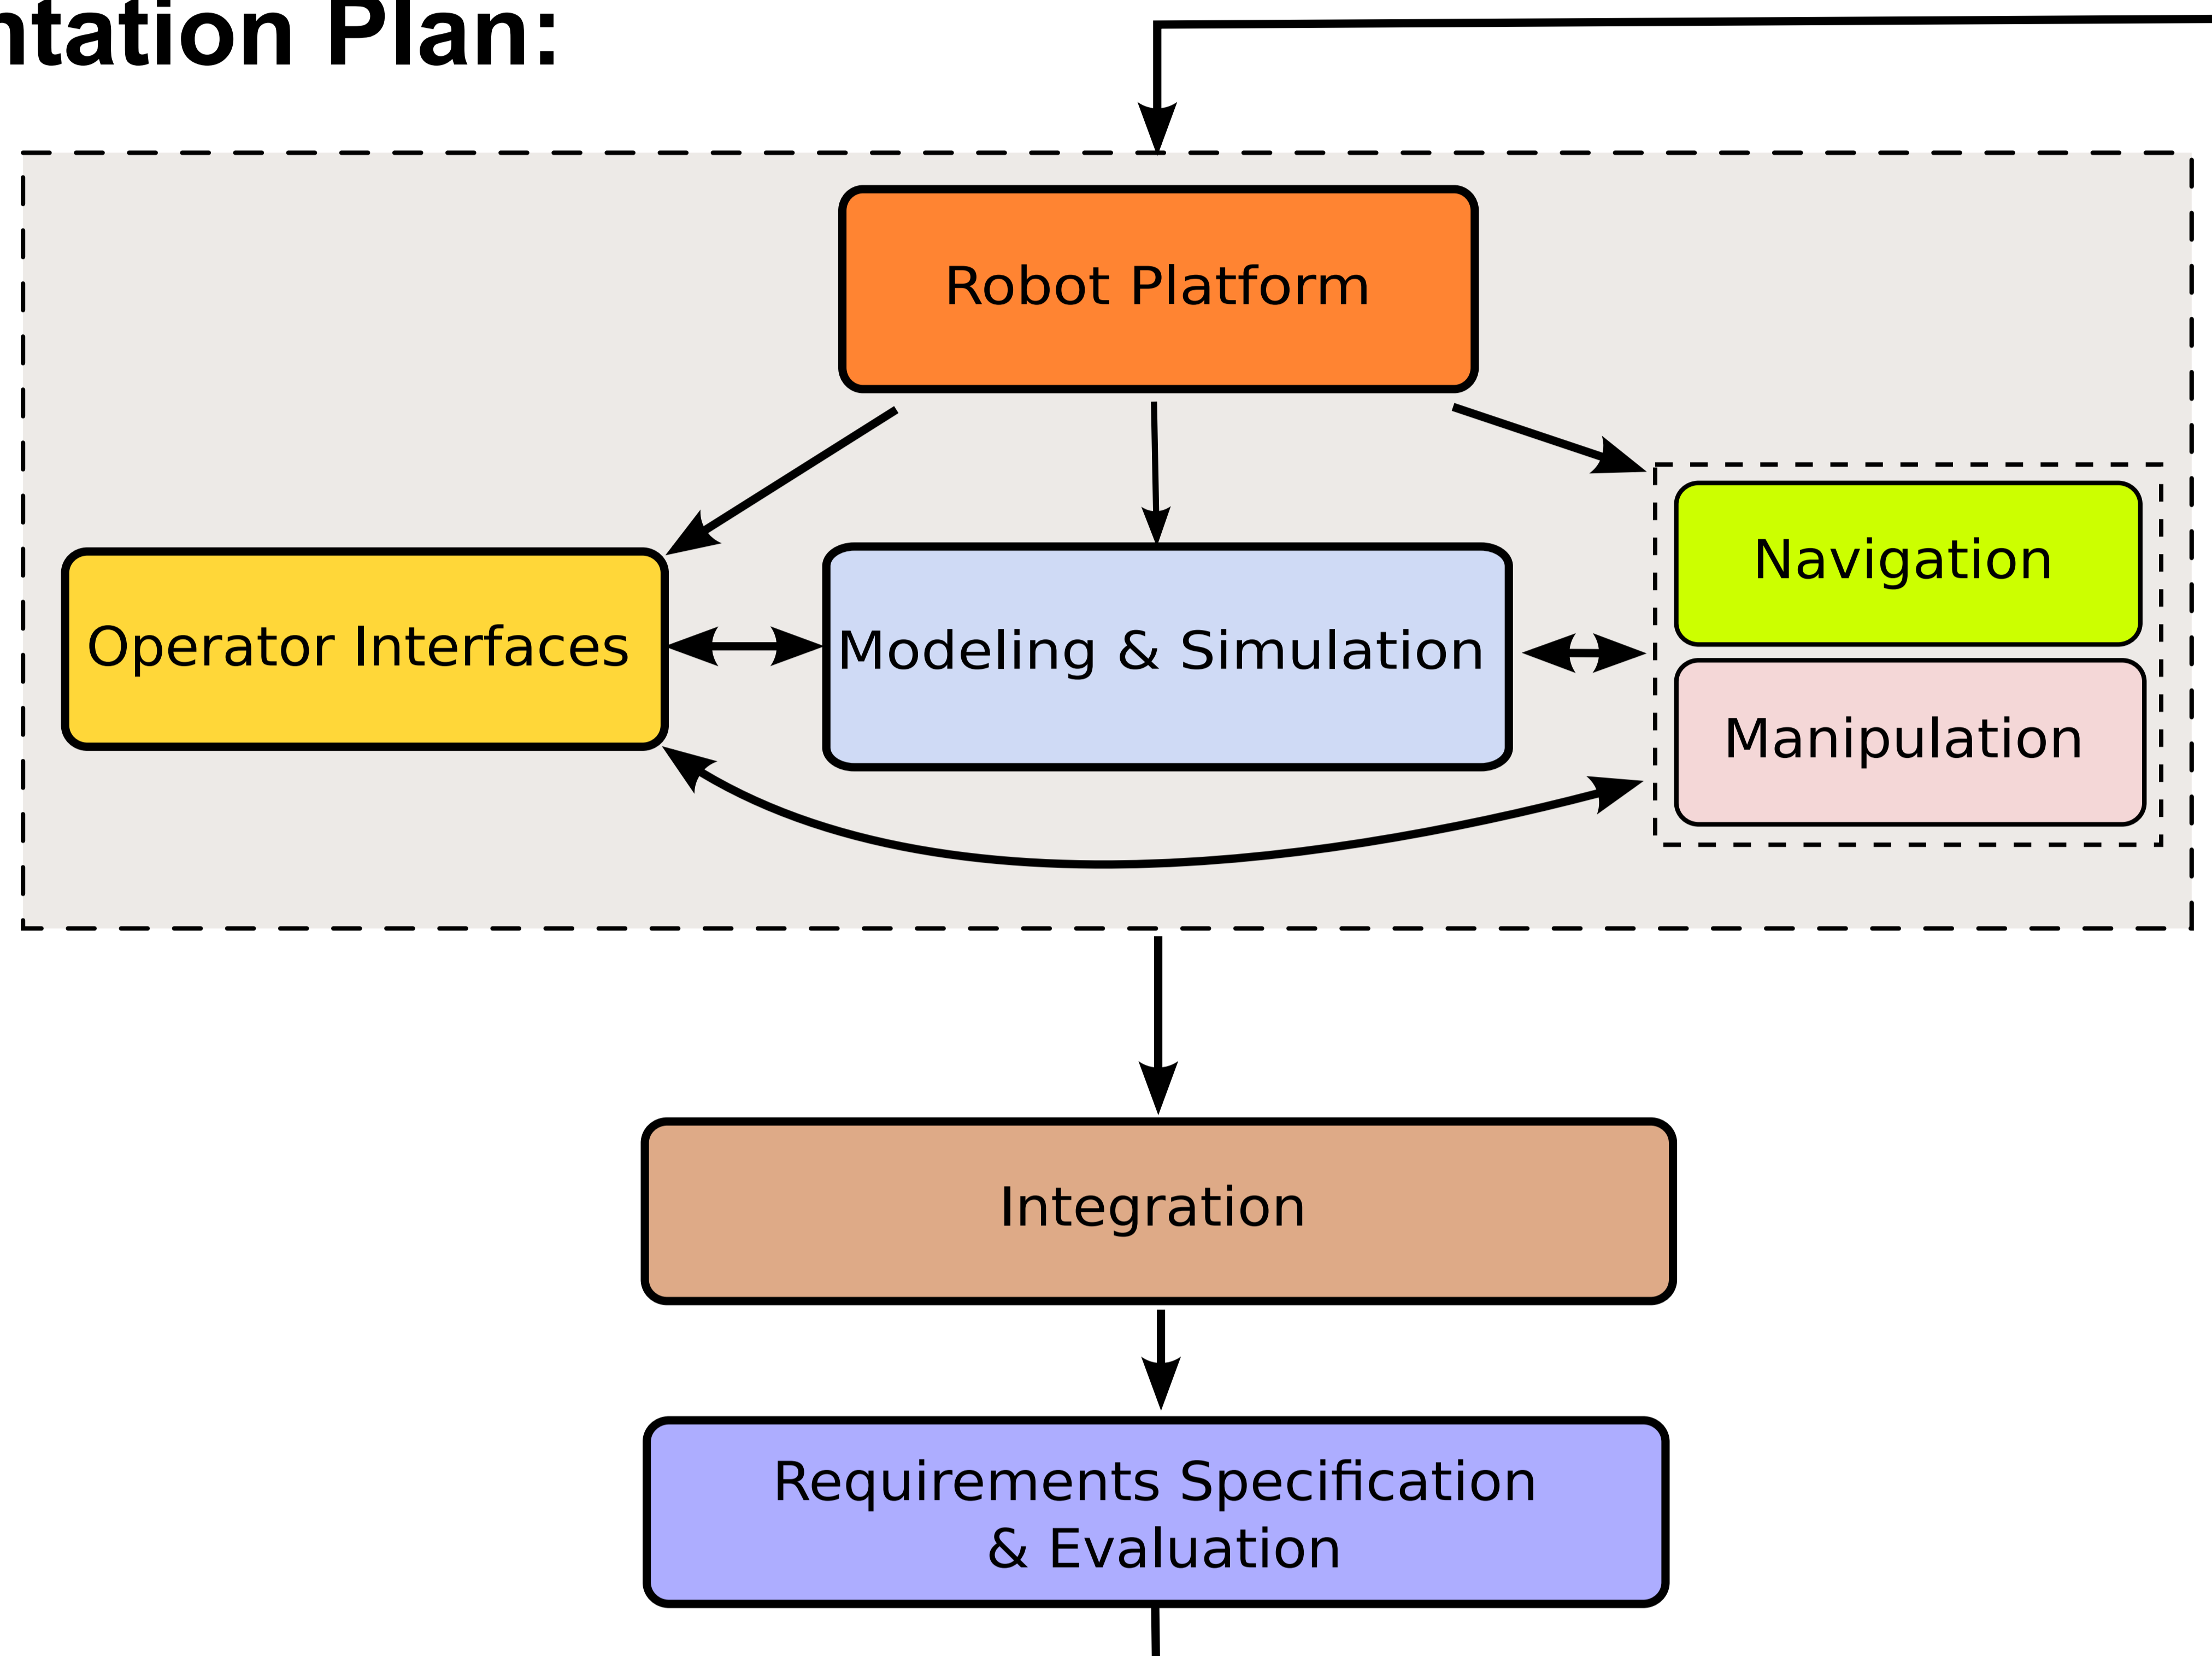 ntation Plan:
Robot Platform
Navigation
Operator Interfaces
Modeling & Simulation
Manipulation
Integration
Requirements Specification
& Evaluation